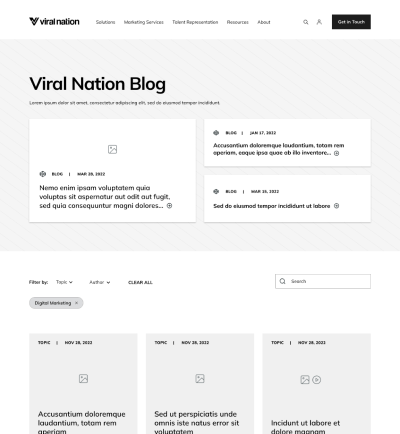 viral nation
Solutions Marketing Services Talent Representation Resources About
Get in Touch
Viral Nation Blog
Lorem ipsum dolor sit amet, consectetur adipiscing elit, sed do eiusmod tempor incididunt
BLOG | MAR 28, 2022
Nemo enim ipsam voluptatem quia
voluptas sit aspernatur aut odit aut fugit,
sed quia consequuntur magni dolores...
BLOG | JAN 17, 2022
Accusantium doloremque laudantium, totam rem
aperiam, eaque ipsa quae ab illo inventore...
BLOG | MAR 15, 2022
Sed do eiusmod tempor incididunt ut labore
Filter by: Topic Author CLEAR ALL
Search
Digital Marketing ×
TOPIC | NOV 28, 2022
Accusantium doloremque
laudantium, totam rem
aperiam
TOPIC | NOV 28, 2022
Sed ut perspiciatis unde
omnis iste natus error sit
voluptatem
TOPIC | NOV 28, 2022
Incidunt ut labore et
dolore magnam